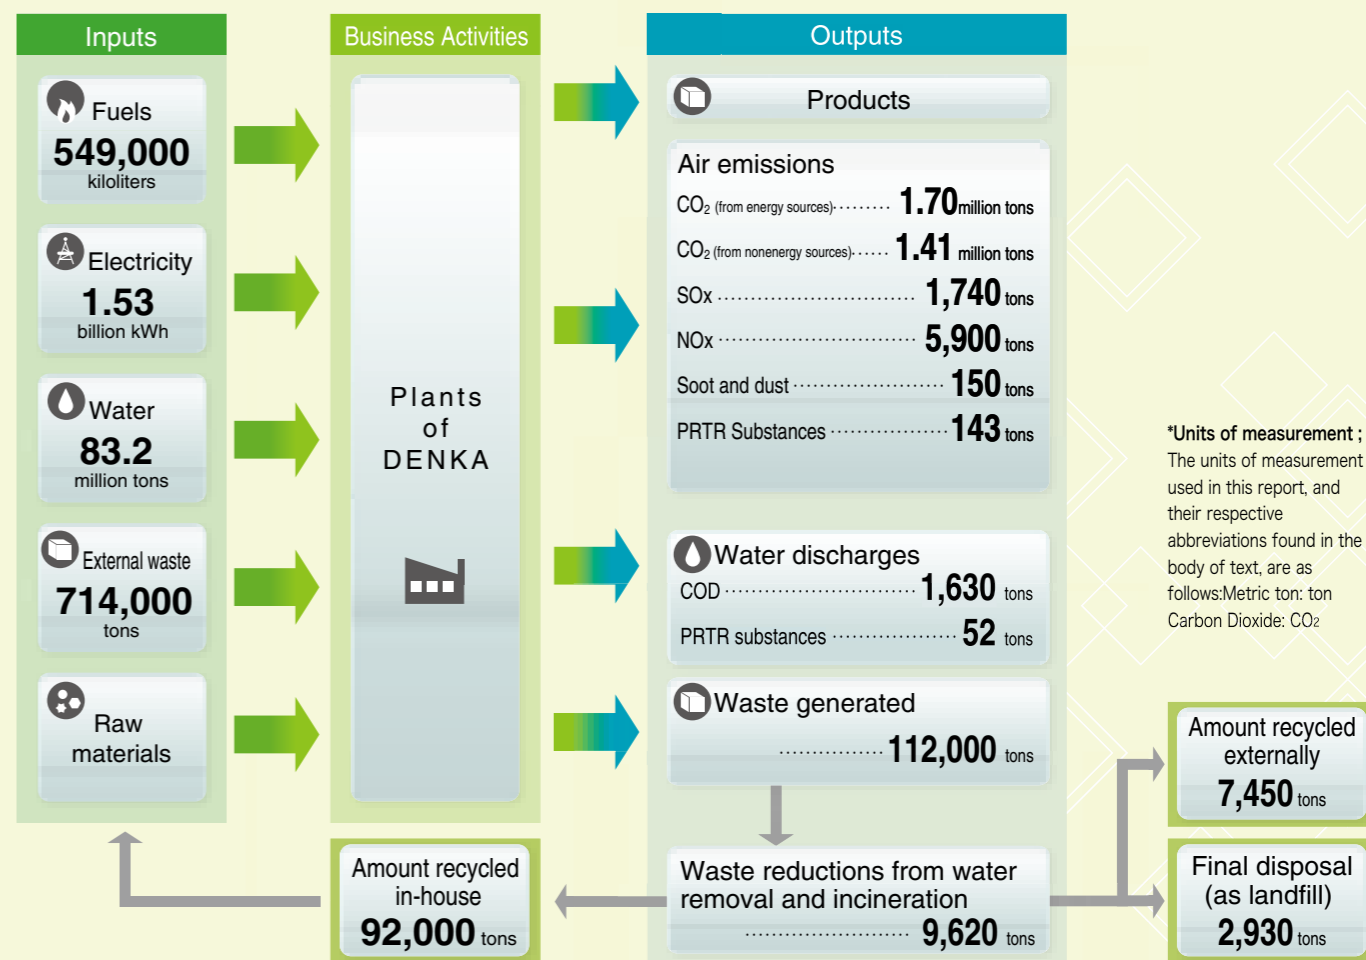 Inputs
Fuels
549,000
kiloliters
Electricity
1.53
billion kWh
Water
83.2
million tons
External waste
714,000
tons
Raw
materials
Business Activities
Plants
of
DENKA
Amount recycled
in-house
92,000 tons
Outputs
Products
Air emissions
CO2 (from energy sources)········· 1.70 million tons
CO2 (from nonenergy sources)······ 1.41 million tons
SOx ······························ 1,740 tons
NOx ······························ 5,900 tons
Soot and dust ······················· 150 tons
PRTR Substances ·················· 143 tons
Water discharges
COD ····························· 1,630 tons
PRTR substances ··················· 52 tons
Waste generated
················ 112,000 tons
Waste reductions from water
removal and incineration
····················· 9,620 tons
*Units of measurement ;
The units of measurement
used in this report, and
their respective
abbreviations found in the
body of text, are as
follows:Metric ton: ton
Carbon Dioxide: CO2
Amount recycled
externally
7,450 tons
Final disposal
(as landfill)
2,930 tons